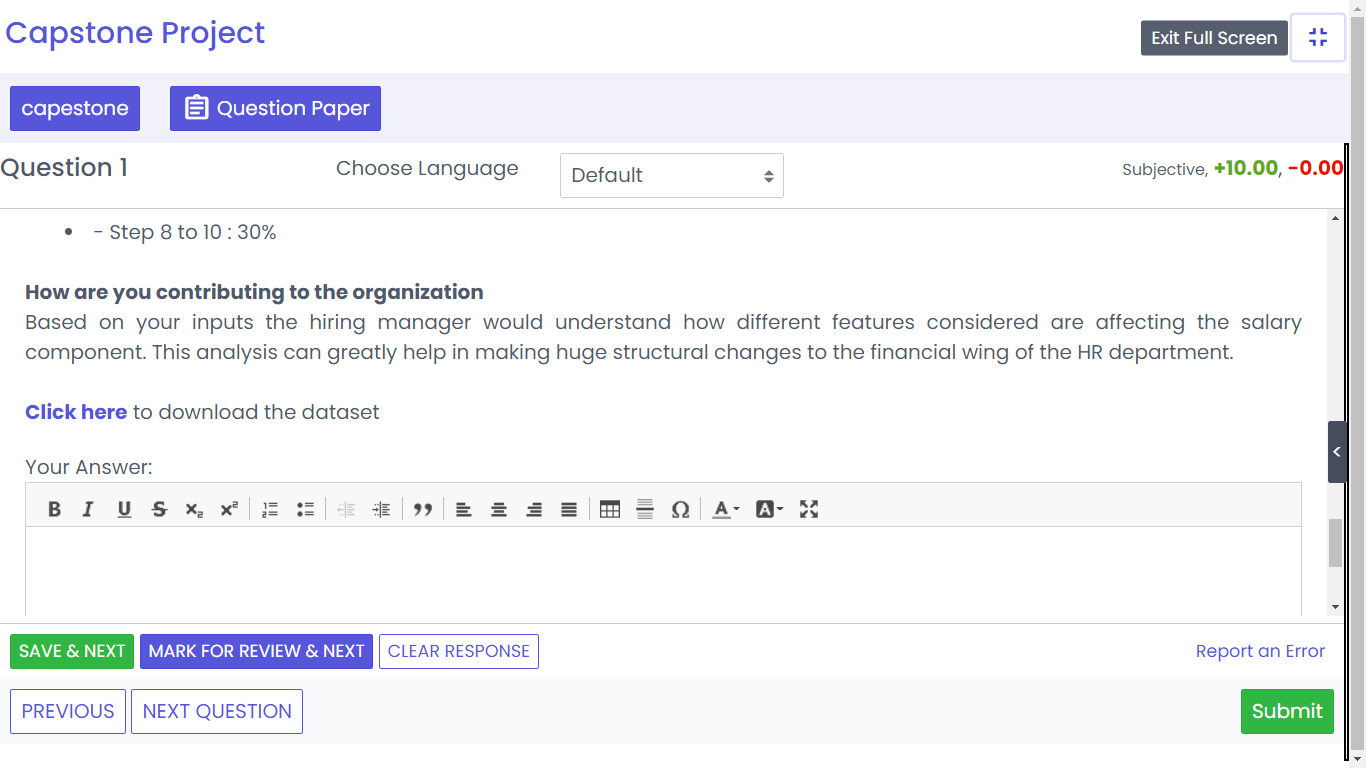 Capstone Project
Exit Full Screen
capestone
Question Paper
Question 1
Choose Language
Default
Subjective, +10.00, -0.00
• - Step 8 to 10 : 30%
How are you contributing to the organization
Based on your inputs the hiring manager would understand how different features considered are affecting the salary
component. This analysis can greatly help in making huge structural changes to the financial wing of the HR department.
Click here to download the dataset
Your Answer:
SAVE & NEXT
MARK FOR REVIEW & NEXT
CLEAR RESPONSE
Report an Error
PREVIOUS
NEXT QUESTION
Submit